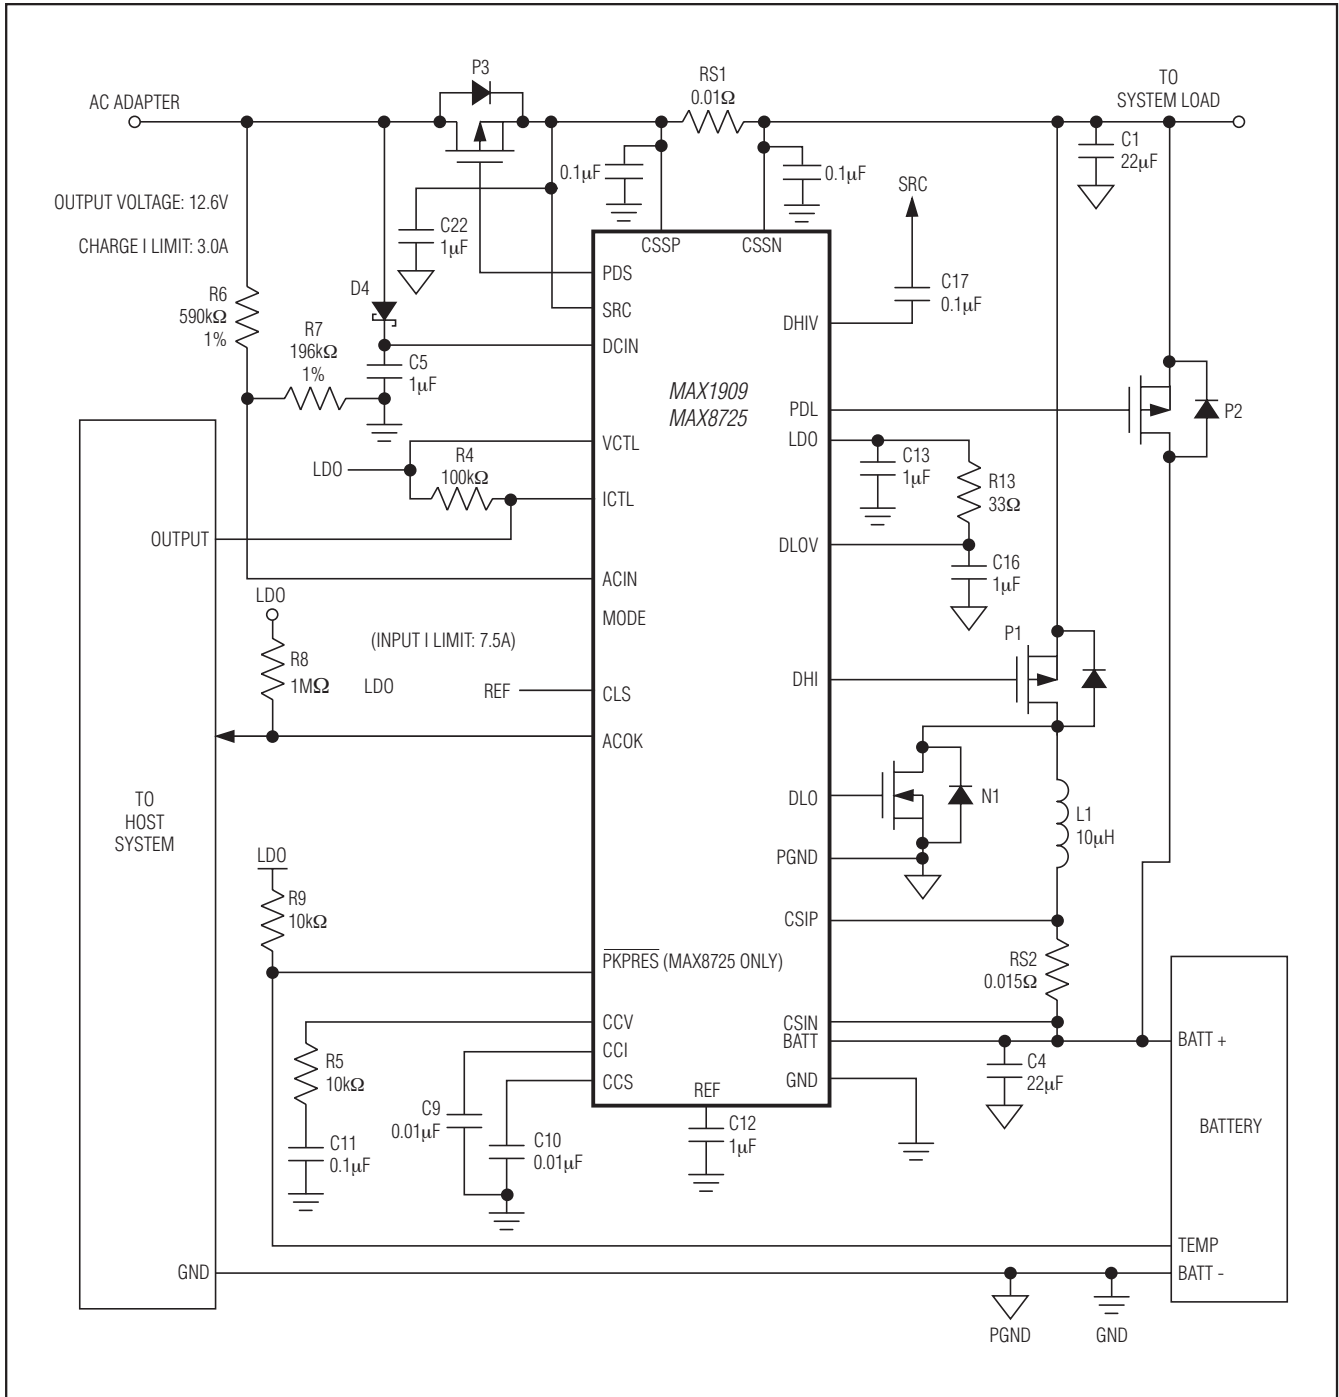 AC ADAPTER
P3
RS1
0.01Ω
TO
SYSTEM LOAD
C1
22µF
0.1µF
0.1µF
OUTPUT VOLTAGE: 12.6V
CHARGE I LIMIT: 3.0A
SRC
C22
1µF
CSSP
CSSN
PDS
SRC
DCIN
C17
0.1µF
DHIV
R6
590kΩ
1%
D4
R7
196kΩ
1%
C5
1µF
MAX1909
MAX8725
PDL
P2
LDO
VCTL
LDO
R4
100kΩ
ICTL
C13
1µF
R13
33Ω
OUTPUT
DLOV
C16
1µF
ACIN
LDO
MODE
(INPUT I LIMIT: 7.5A)
P1
R8
1MΩ
LDO
REF
CLS
DHI
ACOK
TO
HOST
SYSTEM
DLO
N1
L1
10µH
PGND
LDO
R9
10kΩ
CSIP
PKPRES (MAX8725 ONLY)
RS2
0.015Ω
CCV
CSIN
BATT
BATT +
CCI
R5
10kΩ
CCS
GND
C4
22µF
REF
C9
0.01µF
C12
1µF
BATTERY
C11
0.1µF
C10
0.01µF
TEMP
GND
BATT -
PGND
GND